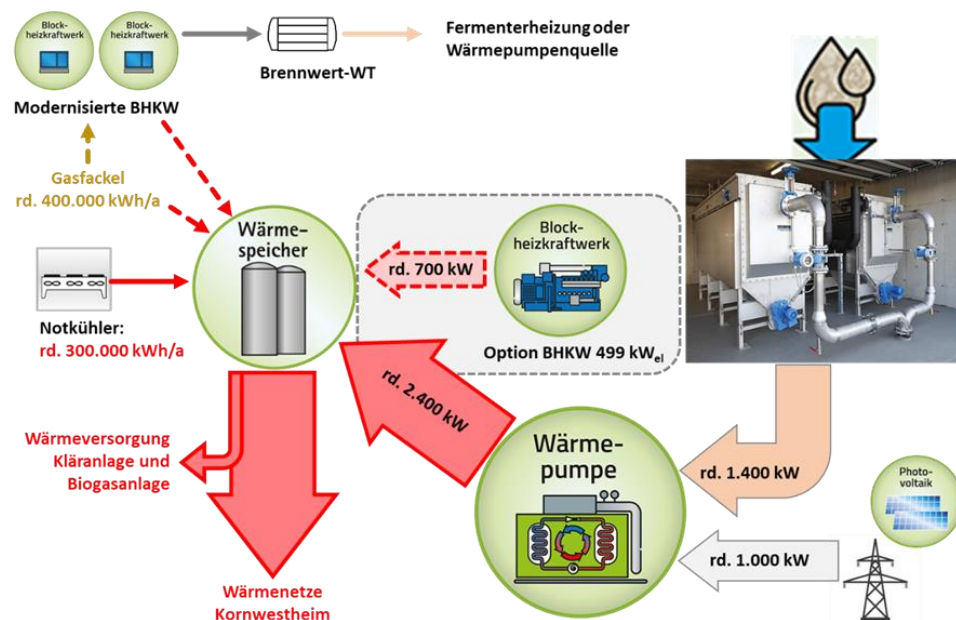 Block-
heizkraftwerk
Block-
heizkraftwerk
Modernisierte BHKW
Brennwert-WT
Fermenterheizung oder
Wärmepumpenquelle
Gasfackel
rd. 400.000 kWh/a
Wärme-
speicher
Notkühler:
rd. 300.000 kWh/a
rd. 700 kW
Block-
heizkraftwerk
Option BHKW 499 kWel
rd. 2.400 kW
Wärmeversorgung
Kläranlage und
Biogasanlage
Wärmenetze
Kornwestheim
Wärme-
pumpe
rd. 1.400 kW
rd. 1.000 kW
Photo-
voltaik